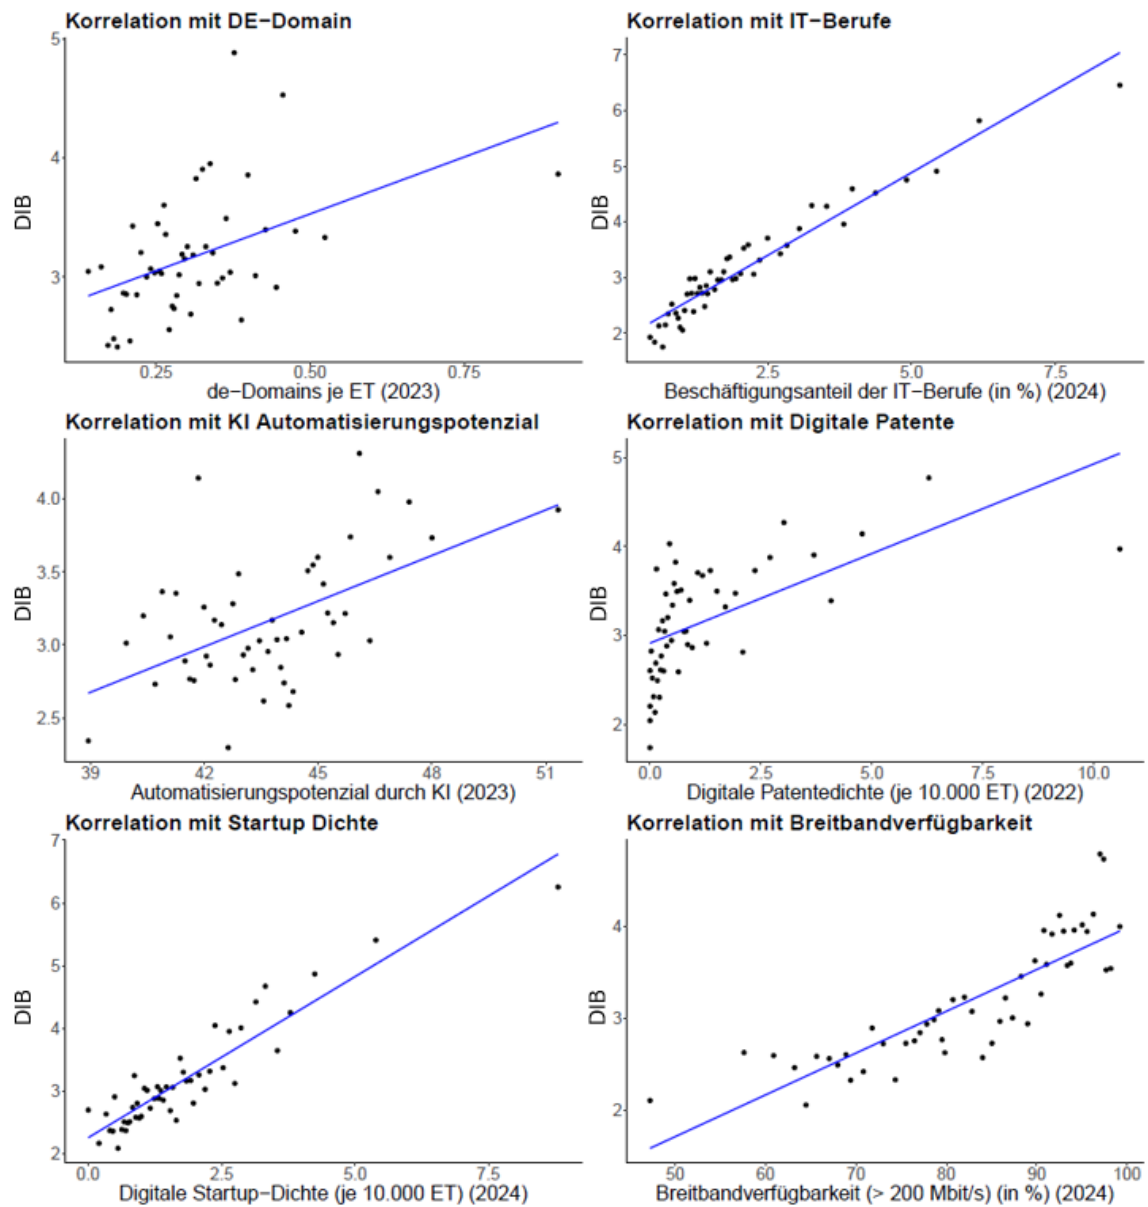 Korrelation mit DE−Domain
5
4
3
DIB
0.25 0.50 0.75
de−Domains je ET (2023)
Korrelation mit IT−Berufe
7
6
5
4
3
2
DIB
2.5 5.0 7.5
Beschäftigungsanteil der IT−Berufe (in %) (2024)
Korrelation mit KI Automatisierungspotenzial
4.0
3.5
3.0
2.5
DIB
39 42 45 48 51
Automatisierungspotenzial durch KI (2023)
Korrelation mit Digitale Patente
5
4
3
2
DIB
0.0 2.5 5.0 7.5 10.0
Digitale Patentedichte (je 10.000 ET) (2022)
Korrelation mit Startup Dichte
7
6
5
4
3
2
DIB
0.0 2.5 5.0 7.5
Digitale Startup−Dichte (je 10.000 ET) (2024)
Korrelation mit Breitbandverfügbarkeit
4
3
2
DIB
50 60 70 80 90 100
Breitbandverfügbarkeit (> 200 Mbit/s) (in %) (2024)